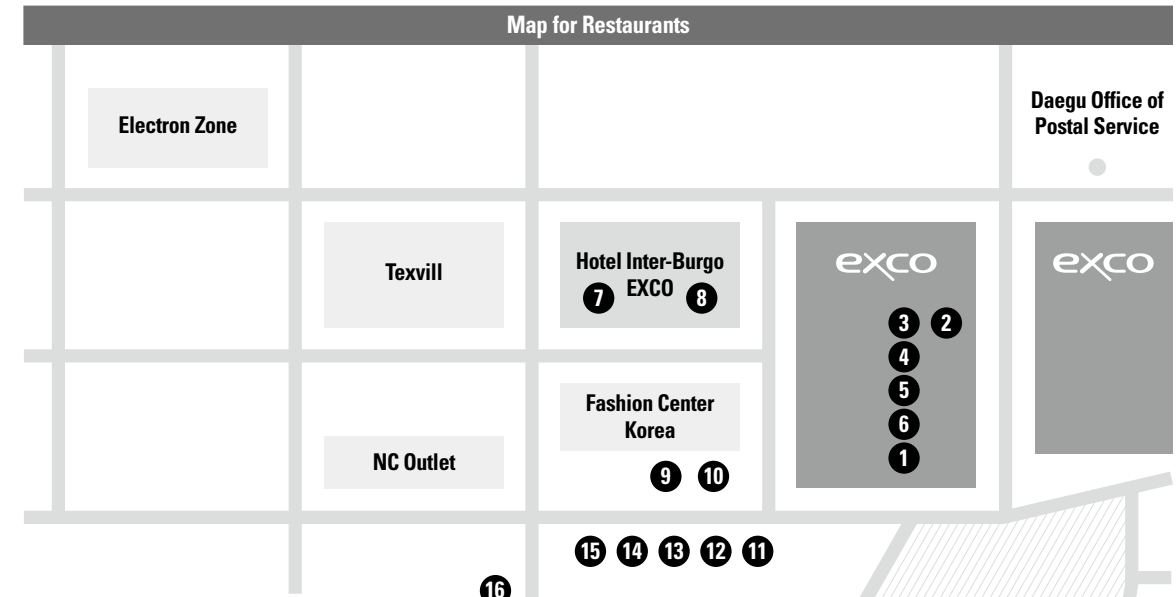 Map for Restaurants
Daegu Office of
Postal Service
Electron Zone
Texvill
Hotel Inter-Burgo
EXCO
7
8
exco
exco
3 2
4
5
6
1
Fashion Center
Korea
NC Outlet
9 10
15 14 13 12 11
16